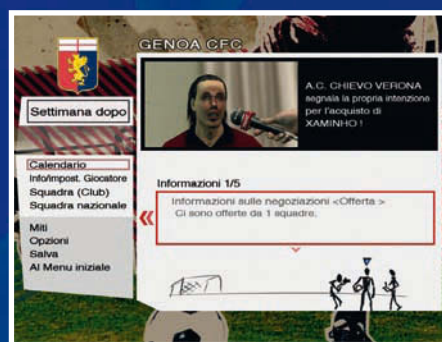 GENOA CFC
Settimana dopo
A.C. CHIEVO VERONA
segnala la propria intenzione
per l'acquisto di
XAMINHO !
Calendario
Info/impost. Giocatore
Squadra (Club)
Squadra nazionale
Miti
Opzioni
Salva
Al Menu iniziale
Informazioni 1/5
Informazioni sulle negoziazioni <Offerta >
Ci sono offerte da 1 squadre.